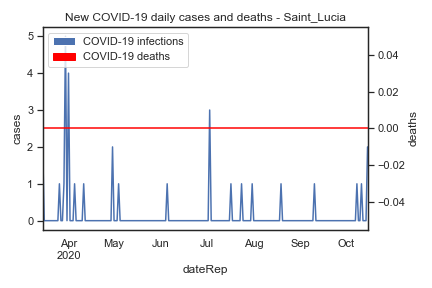 New COVID-19 daily cases and deaths - Saint_Lucia
COVID-19 infections
COVID-19 deaths
cases
5
4
3
2
1
0
deaths
0.04
0.02
0.00
−0.02
−0.04
Apr May Jun Jul Aug Sep Oct
2020
dateRep